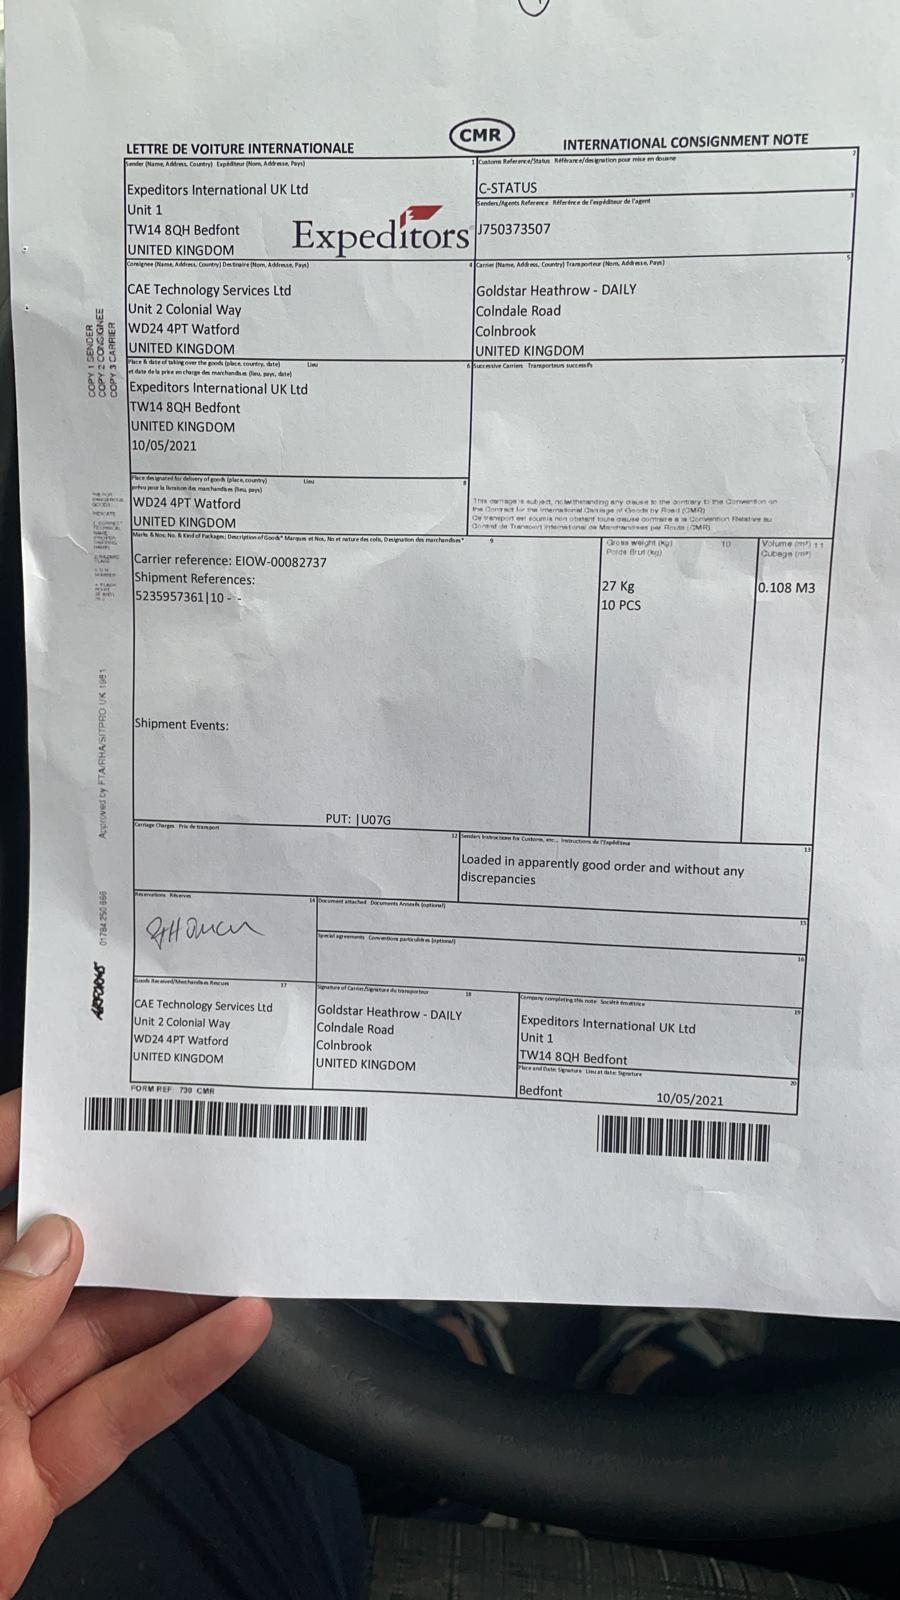 LETTRE DE VOITURE INTERNATIONALE
CMR
INTERNATIONAL CONSIGNMENT NOTE
Sender (Name, Address, Country) Expéditeur (Nom, Addresse, Pays)
1
Expeditors International UK Ltd
Unit 1
TW14 8QH Bedfont
UNITED KINGDOM
Expeditors
Customs Reference/Status Référance/designation pour mise en douane
2
C-STATUS
Senders/Agents Reference Référence de l'expéditeur de l'agent
3
J750373507
Consignee (Name, Address, Country) Destinaire (Nom, Addresse, Pays)
4
CAE Technology Services Ltd
Unit 2 Colonial Way
WD24 4PT Watford
UNITED KINGDOM
Carrier (Name, Address, Country) Transporteur (Nom, Addresse, Pays)
5
Goldstar Heathrow - DAILY
Colndale Road
Colnbrook
UNITED KINGDOM
Place & date of taking over the goods (place, country, date) Lieu
et date de la prise en charge des marchandises (lieu, pays, date)
6
Expeditors International UK Ltd
TW14 8QH Bedfont
UNITED KINGDOM
10/05/2021
Successive Carriers Transporteurs successifs
7
Place designated for delivery of goods (place, country) Lieu
prévu pour la livraison des marchandises (lieu, pays)
8
WD24 4PT Watford
UNITED KINGDOM
This carriage is subject, notwithstanding any clause to the contrary to the Convention on
the Contract for the International Carriage of Goods by Road (CMR)
Ce transport est soumis non obstant toute clause contraire a la Convention Relative au
Contrat de Transport International de Marchandises par Route (CMR)
Marks & Nos; No. & Kind of Packages; Description of Goods* Marques et Nos, No et nature des colis, Designation des marchandises*
9
Gross weight (kg) 10
Poids Brut (kg)
Volume (m³) 11
Cubage (m³)
Carrier reference: EIOW-00082737
Shipment References:
5235957361|10 - -
27 Kg
10 PCS
0.108 M3
Shipment Events:
PUT: |U07G
Carriage Charges Prix de transport
12
Senders Instructions for Customs, etc... Instructions de l'Expéditeur
13
Loaded in apparently good order and without any
discrepancies
Reservations Réserves
14
Document attached Documents Annexés (optional)
15
Special agreements Conventions particulières (optional)
16
Goods Received/Merchandises Recues
17
CAE Technology Services Ltd
Unit 2 Colonial Way
WD24 4PT Watford
UNITED KINGDOM
Signature of Carrier/Signature du transporteur
18
Goldstar Heathrow - DAILY
Colndale Road
Colnbrook
UNITED KINGDOM
Company completing this note Société émettrice
19
Expeditors International UK Ltd
Unit 1
TW14 8QH Bedfont
Place and Date; Signature Lieu at date; Signature
20
Bedfont 10/05/2021
FORM REF 739 CMR
COPY 1 SENDER
COPY 2 CONSIGNEE
COPY 3 CARRIER
Approved by FTA/RHA/SITPRO UK 1981
01784 250 666